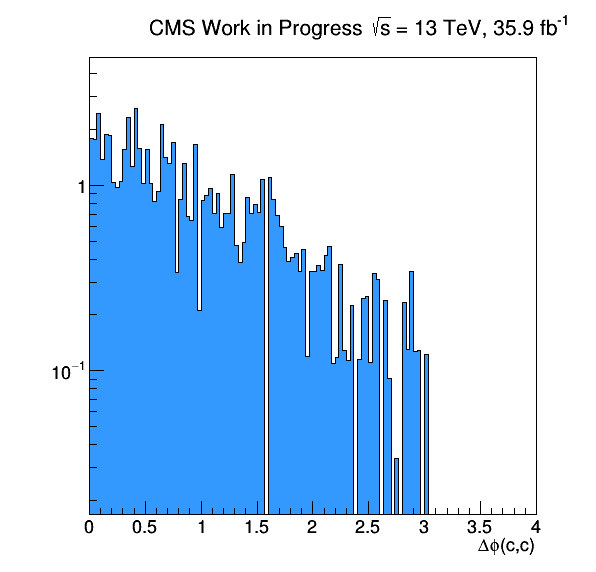 CMS Work in Progress √s = 13 TeV, 35.9 fb⁻¹
1
10⁻¹
0 0.5 1 1.5 2 2.5 3 3.5 4
Δϕ(c,c)